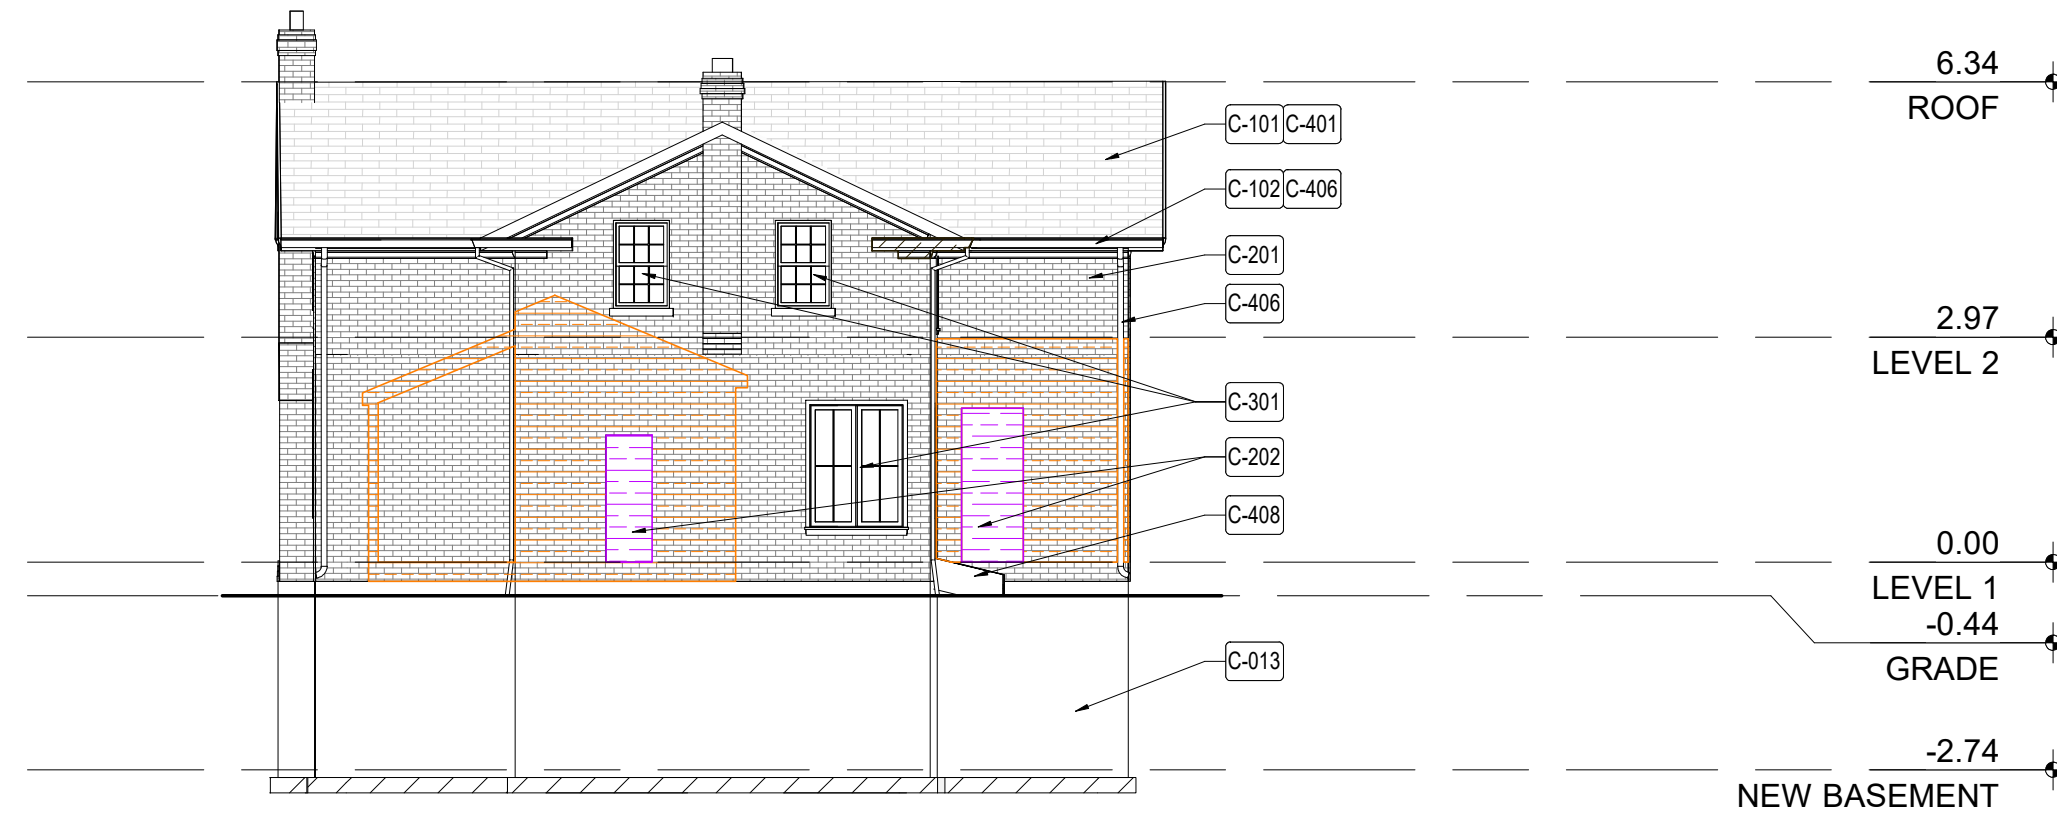 6.34
ROOF
C-101 C-401
C-102 C-406
C-201
C-406
2.97
LEVEL 2
C-301
C-202
C-408
0.00
LEVEL 1
-0.44
GRADE
C-013
-2.74
NEW BASEMENT